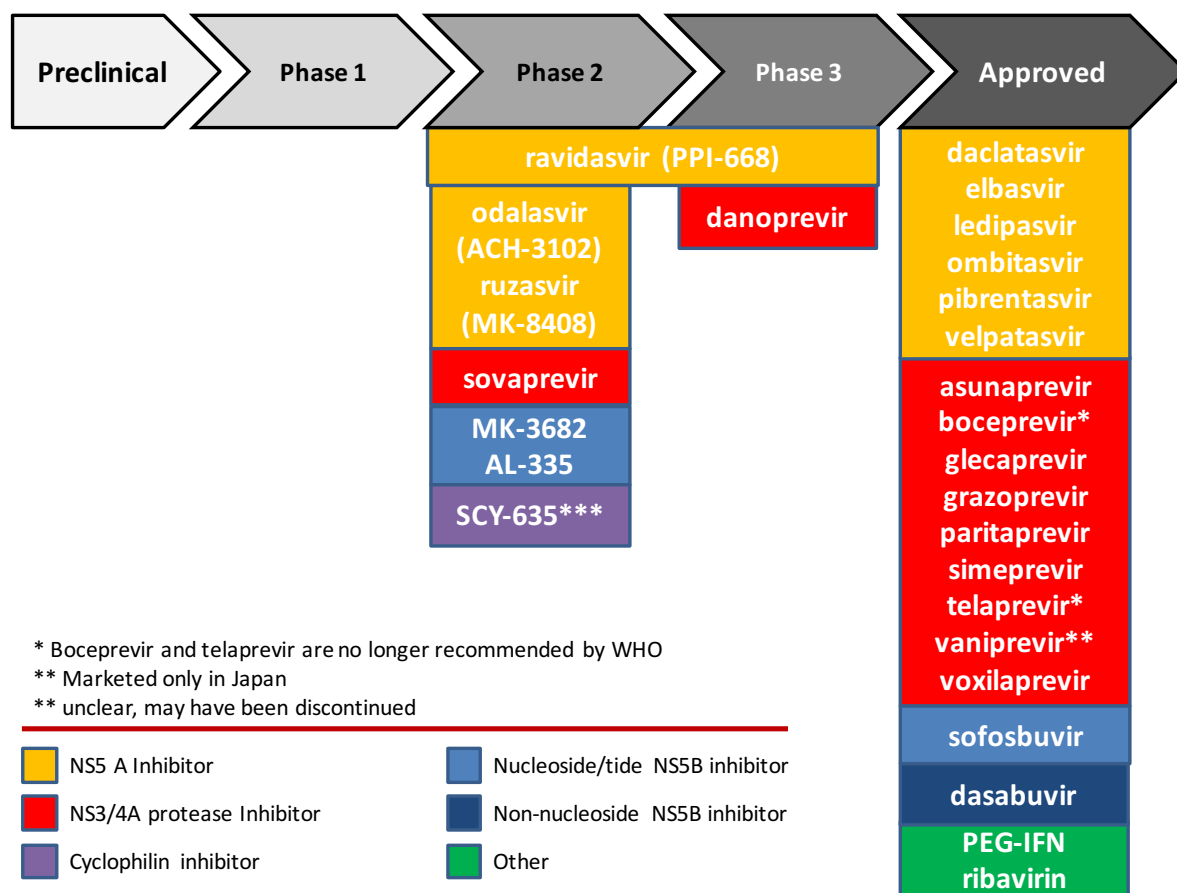 Preclinical
Phase 1
Phase 2
Phase 3
Approved
ravidasvir (PPI-668)
odalasvir
(ACH-3102)
ruzasvir
(MK-8408)
sovaprevir
MK-3682
AL-335
SCY-635***
danoprevir
daclatasvir
elbasvir
ledipasvir
ombitasvir
pibrentasvir
velpatasvir
asunaprevir
boceprevir*
glecaprevir
grazoprevir
paritaprevir
simeprevir
telaprevir*
vaniprevir**
voxilaprevir
sofosbuvir
dasabuvir
PEG-IFN
ribavirin
* Boceprevir and telaprevir are no longer recommended by WHO
** Marketed only in Japan
** unclear, may have been discontinued
NS5 A Inhibitor
NS3/4A protease Inhibitor
Cyclophilin inhibitor
Nucleoside/tide NS5B inhibitor
Non-nucleoside NS5B inhibitor
Other